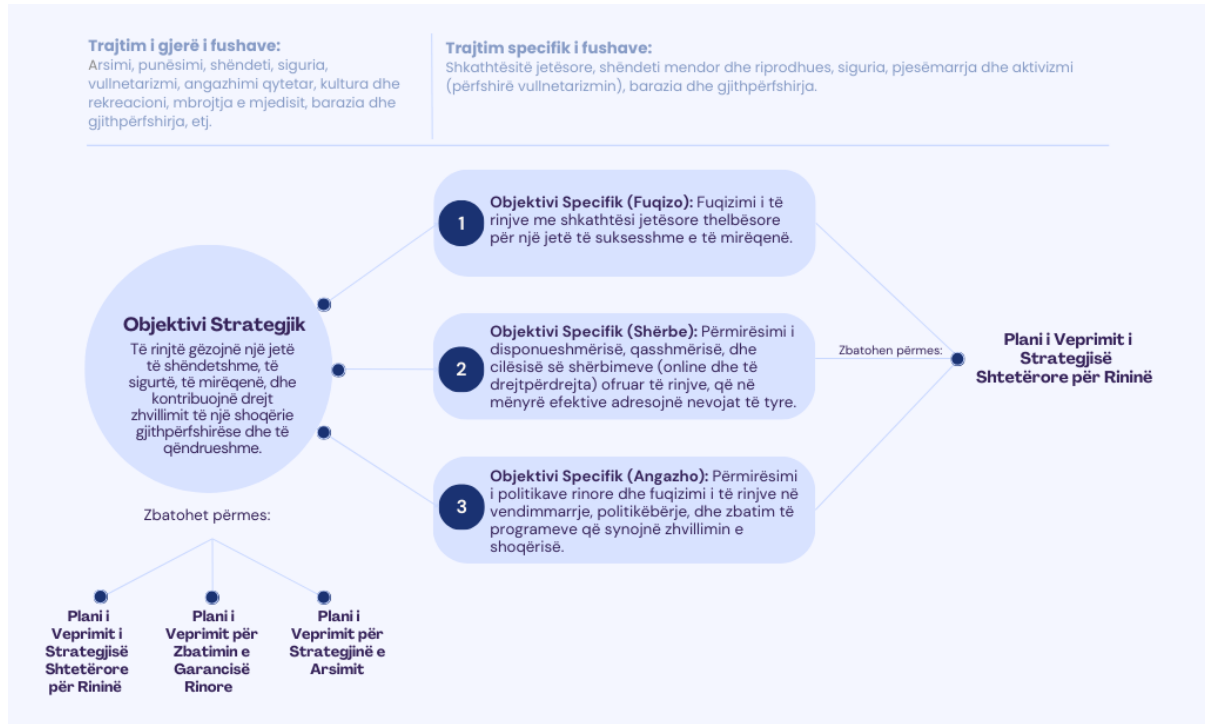 Trajtim i gjerë i fushave:
Arsimi, punësimi, shëndeti, siguria,
vullnetarizmi, angazhimi qytetar, kultura dhe
rekreacioni, mbrojtja e mjedisit, barazia dhe
gjithpërfshirja, etj.
Trajtim specifik i fushave:
Shkathtësitë jetësore, shëndeti mendor dhe riprodhues, siguria, pjesëmarrja dhe aktivizmi
(përfshirë vullnetarizmin), barazia dhe gjithpërfshirja.
Objektivi Strategjik
Të rinjtë gëzojnë një jetë
të shëndetshme, të
sigurtë, të mirëqenë, dhe
kontribuojnë drejt
zhvillimit të një shoqërie
gjithpërfshirëse dhe të
qëndrueshme.
Zbatohet përmes:
Plani i
Veprimit i
Strategjisë
Shtetërore
për Rininë
Plani i
Veprimit për
Zbatimin e
Garancisë
Rinore
Plani i
Veprimit për
Strategjinë e
Arsimit
1
Objektivi Specifik (Fuqizo): Fuqizimi i të
rinjve me shkathtësi jetësore thelbësore
për një jetë të suksesshme e të mirëqenë.
2
Objektivi Specifik (Shërbe): Përmirësimi i
disponueshmërisë, qasshmërisë, dhe
cilësisë së shërbimeve (online dhe të
drejtpërdrejta) ofruar të rinjve, që në
mënyrë efektive adresojnë nevojat të tyre.
3
Objektivi Specifik (Angazho): Përmirësimi
i politikave rinore dhe fuqizimi i të rinjve në
vendimmarrje, politikëbërje, dhe zbatim të
programeve që synojnë zhvillimin e
shoqërisë.
Zbatohen përmes:
Plani i Veprimit i
Strategjisë
Shtetërore për Rininë